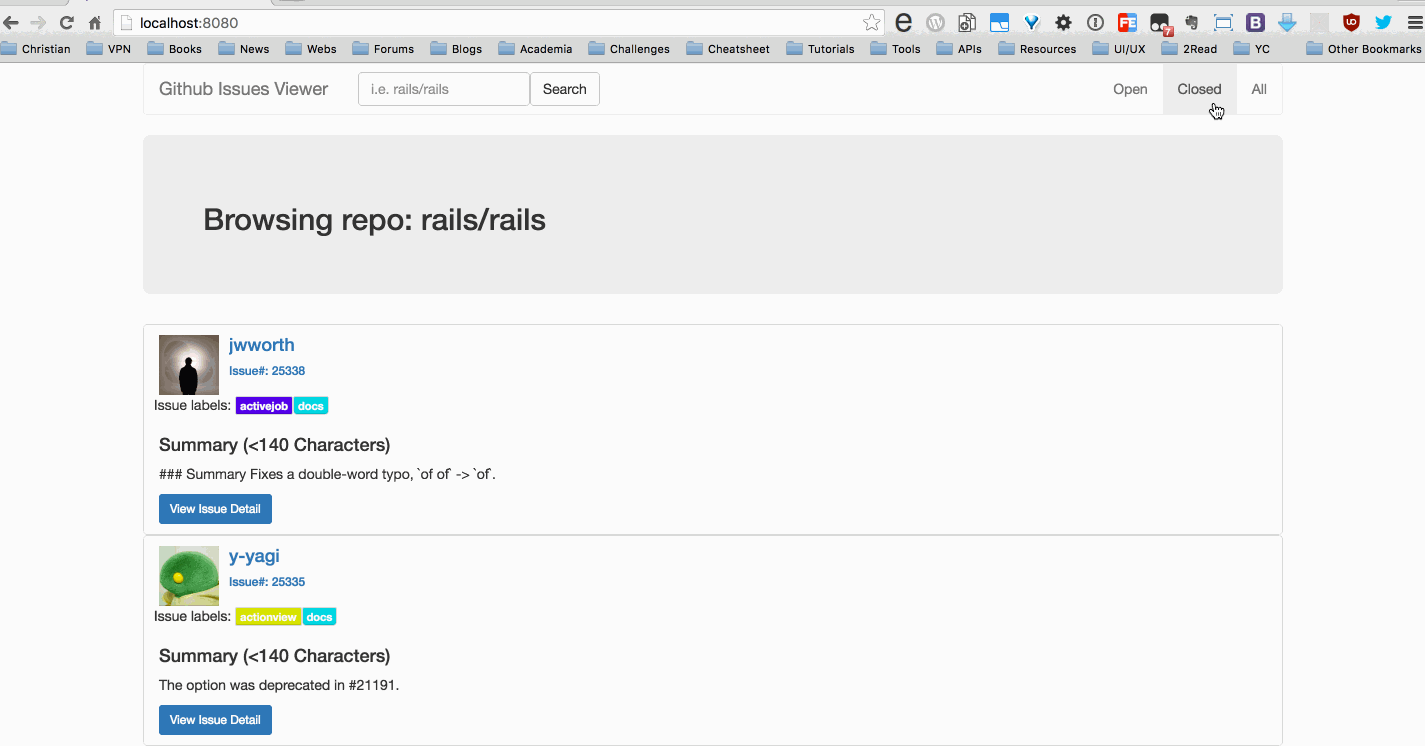 localhost:8080
7
Christian VPN Books News Webs Forums Blogs Academia Challenges Cheatsheet Tutorials Tools APIs Resources UI/UX 2Read YC Other Bookmarks
Github Issues Viewer i.e. rails/rails Search Open Closed All
Browsing repo: rails/rails
jwworth
Issue#: 25338
Issue labels: activejob docs
Summary (<140 Characters)
### Summary Fixes a double-word typo, `of of` -> `of`.
View Issue Detail
y-yagi
Issue#: 25335
Issue labels: actionview docs
Summary (<140 Characters)
The option was deprecated in #21191.
View Issue Detail